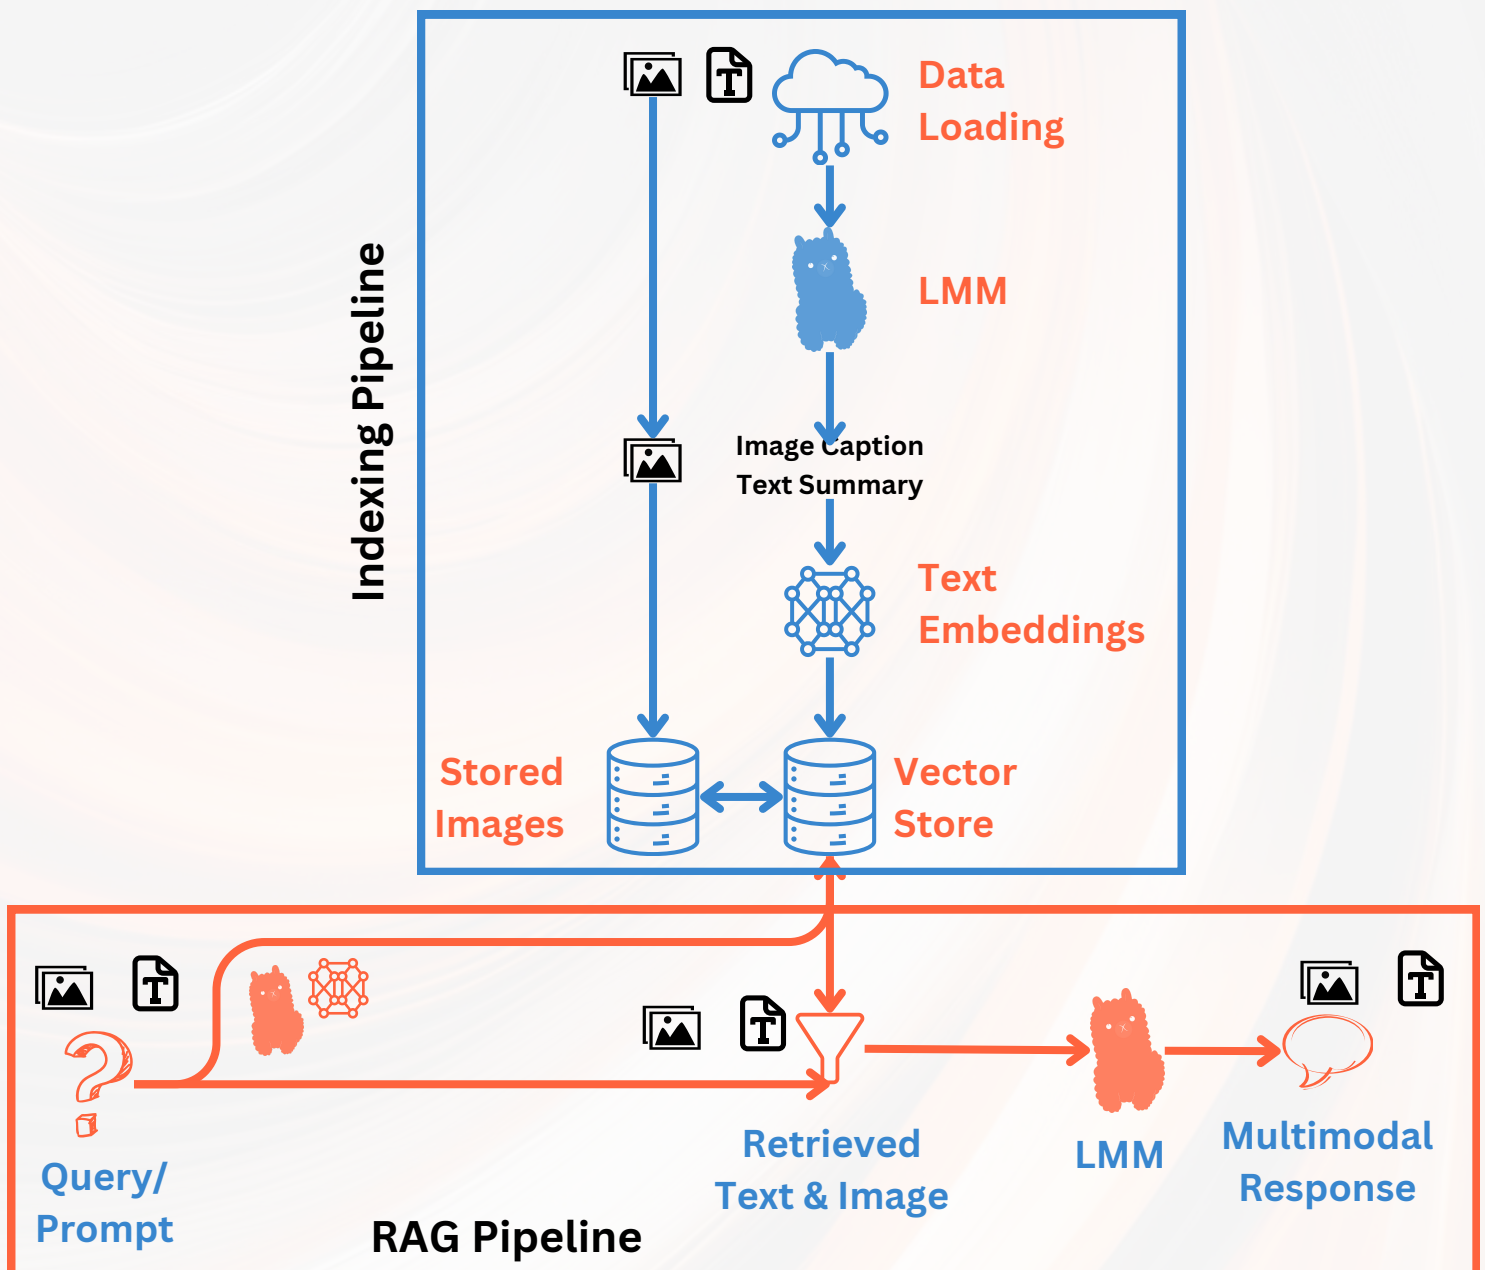 Data
Loading
LMM
Indexing Pipeline
Image Caption
Text Summary
Text
Embeddings
Stored
Images
Vector
Store
Query/
Prompt
Retrieved
Text & Image
LMM
Multimodal
Response
RAG Pipeline